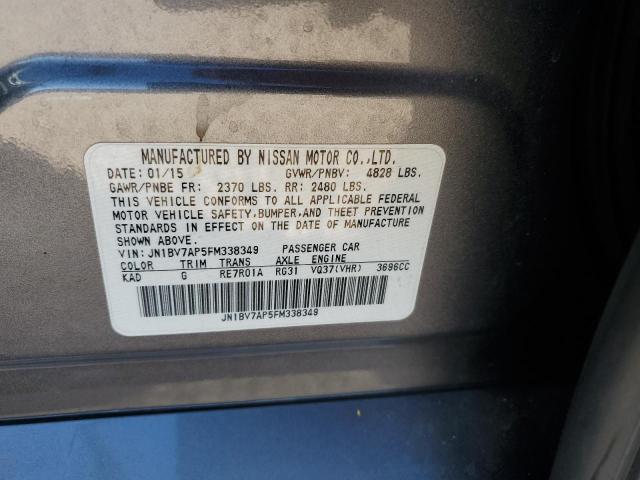 MANUFACTURED BY NISSAN MOTOR CO.,LTD.
DATE: 01/15 GVWR/PNBV: 4828 LBS.
GAWR/PNBE FR: 2370 LBS. RR: 2480 LBS.
THIS VEHICLE CONFORMS TO ALL APPLICABLE FEDERAL
MOTOR VEHICLE SAFETY,BUMPER,AND THEFT PREVENTION
STANDARDS IN EFFECT ON THE DATE OF MANUFACTURE
SHOWN ABOVE.
VIN: JN1BV7AP5FM338349 PASSENGER CAR
COLOR TRIM TRANS AXLE ENGINE
KAD G RE7R01A RG31 VQ37(VHR) 3696CC
JN1BV7AP5FM338349